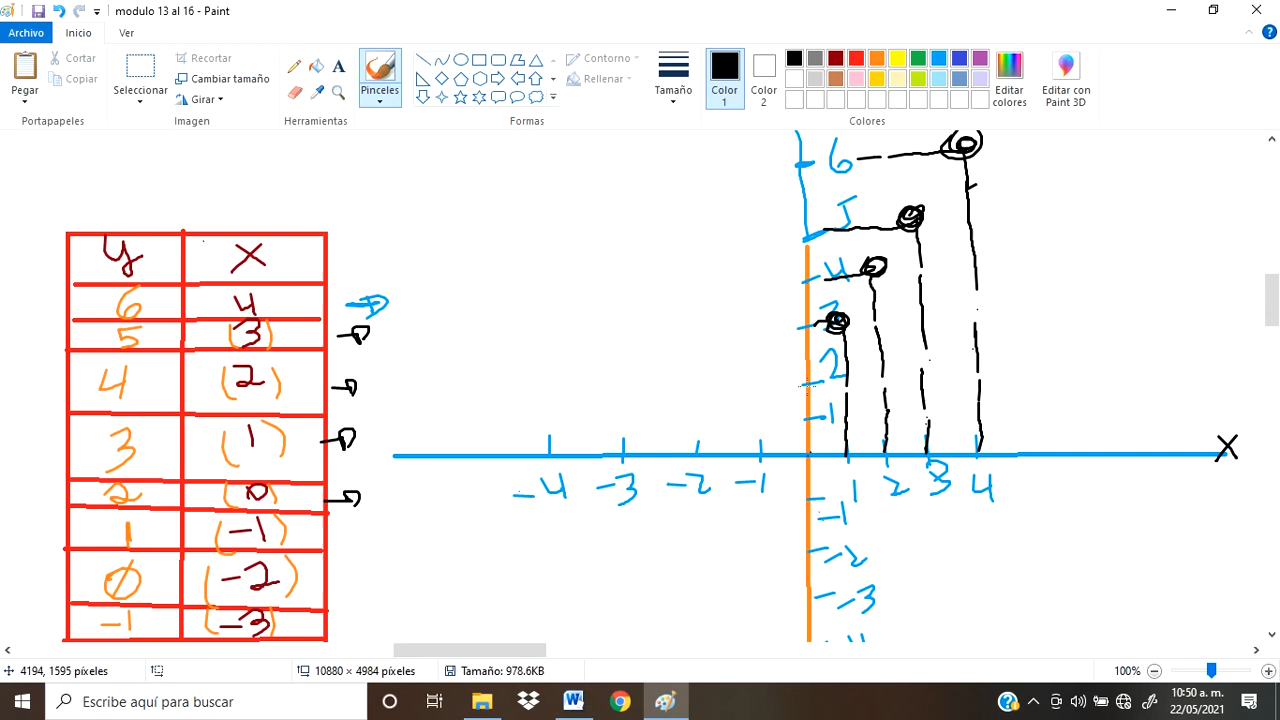 modulo 13 al 16 - Paint
Archivo Inicio Ver
Pegar
Cortar
Copiar
Portapapeles
Seleccionar
Recortar
Cambiar tamaño
Girar
Imagen
A
Herramientas
Pinceles
Contorno
Rellenar
Formas
Tamaño
Color 1
Color 2
Editar colores
Colores
Editar con Paint 3D
y x
6 4
5 (3)
4 (2)
3 (1)
2 (0)
1 (-1)
0 (-2)
-1 (-3)
6
5
4
3
2
1
-4 -3 -2 -1 1 2 3 4 X
-1
-2
-3
4194, 1595 píxeles
10880 × 4984 píxeles
Tamaño: 978.6KB
100%
Escribe aquí para buscar
10:50 a. m.
22/05/2021